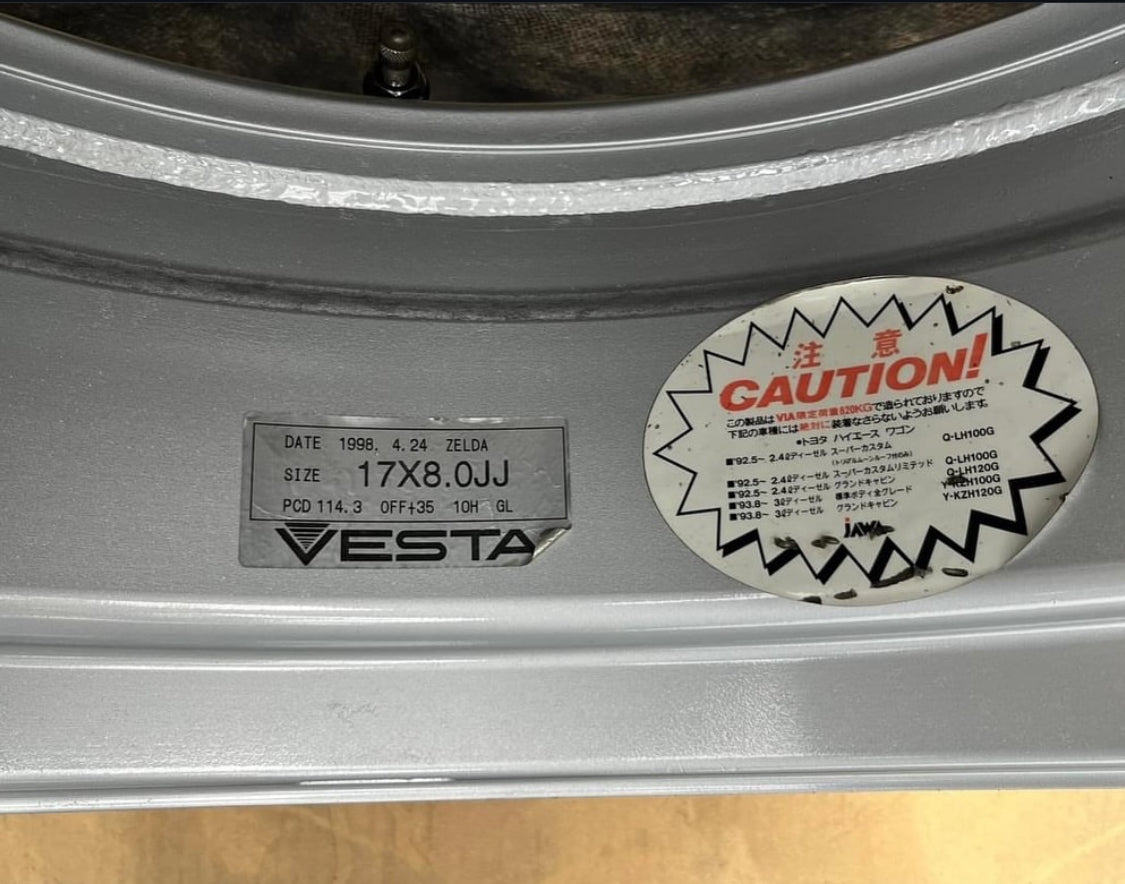 DATE 1998. 4.24 ZELDA
SIZE 17X8.0JJ
PCD 114.3 OFF+35 10H GL
VESTA
注 意
CAUTION!
この製品はVIA限定荷重620KGで造られておりますので
下記の車種には絶対に装着なさらないようお願いします。
●トヨタ ハイエース ワゴン
■'92.5~ 2.4ℓディーゼル スーパーカスタム Q-LH100G
■'92.5~ 2.4ℓディーゼル スーパーカスタムリミテッド Q-LH100G
■'92.5~ 2.4ℓディーゼル グランドキャビン Q-LH120G
■'93.8~ 3ℓディーゼル 標準ボディ全グレード Y-KZH100G
■'93.8~ 3ℓディーゼル グランドキャビン Y-KZH120G
JAWA